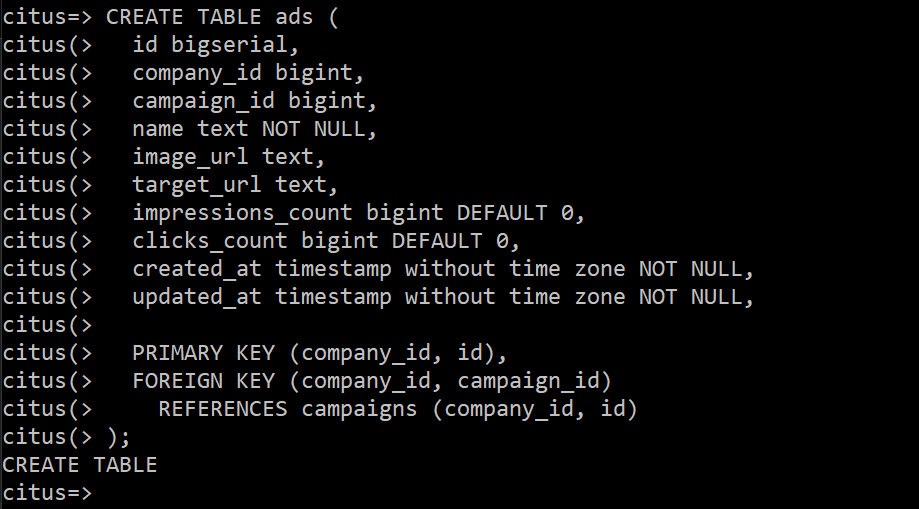 citus=> CREATE TABLE ads (
citus(>   id bigserial,
citus(>   company_id bigint,
citus(>   campaign_id bigint,
citus(>   name text NOT NULL,
citus(>   image_url text,
citus(>   target_url text,
citus(>   impressions_count bigint DEFAULT 0,
citus(>   clicks_count bigint DEFAULT 0,
citus(>   created_at timestamp without time zone NOT NULL,
citus(>   updated_at timestamp without time zone NOT NULL,
citus(>
citus(>   PRIMARY KEY (company_id, id),
citus(>   FOREIGN KEY (company_id, campaign_id)
citus(>     REFERENCES campaigns (company_id, id)
citus(> );
CREATE TABLE
citus=>